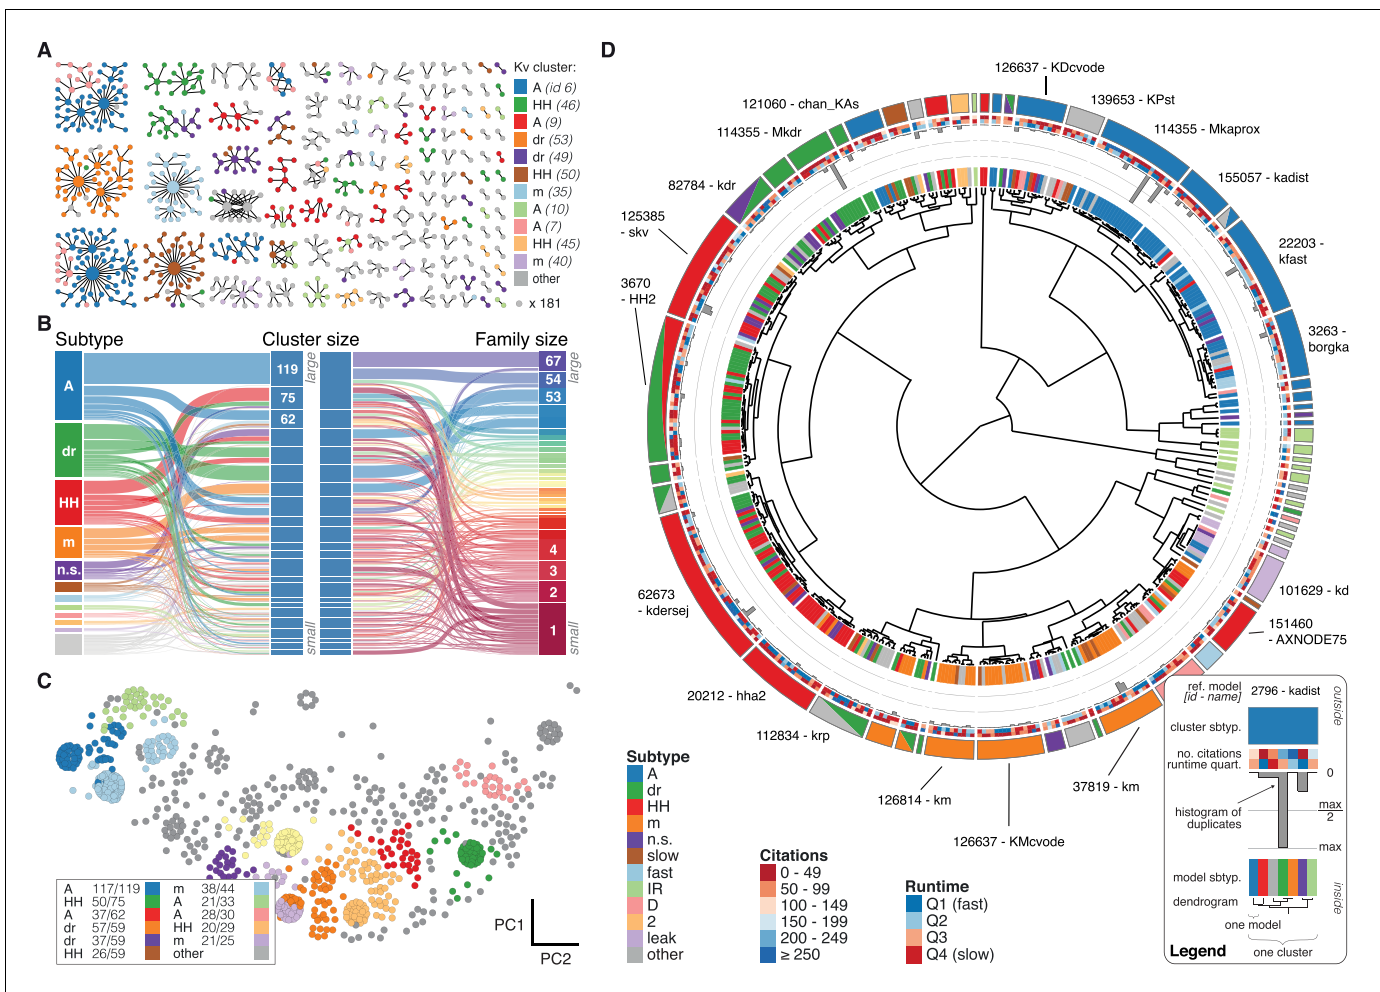 A
Kv cluster:
A (id 6)
HH (46)
A (9)
dr (53)
dr (49)
HH (50)
m (35)
A (10)
A (7)
HH (45)
m (40)
other
x 181
B
Subtype
Cluster size
Family size
A
dr
HH
m
n.s.
119
75
62
large
small
67
54
53
4
3
2
1
large
small
C
A 117/119 m 38/44
HH 50/75 A 21/33
A 37/62 A 28/30
dr 57/59 HH 20/29
dr 37/59 m 21/25
HH 26/59 other
PC1
PC2
D
126637 - KDcvode
139653 - KPst
114355 - Mkaprox
155057 - kadist
22203 -
kfast
3263 -
borgka
101629 - kd
151460
- AXNODE75
37819 - km
126637 - KMcvode
126814 - km
112834 - krp
20212 - hha2
62673
- kdersej
3670
- HH2
125385
- skv
82784 - kdr
114355 - Mkdr
121060 - chan_KAs
Subtype
A
dr
HH
m
n.s.
slow
fast
IR
D
2
leak
other
Citations
0 - 49
50 - 99
100 - 149
150 - 199
200 - 249
≥ 250
Runtime
Q1 (fast)
Q2
Q3
Q4 (slow)
ref. model
[id - name]
2796 - kadist
outside
cluster sbtyp.
no. citations
runtime quart.
0
histogram of
duplicates
max
2
max
model sbtyp.
dendrogram
inside
one model
Legend
one cluster